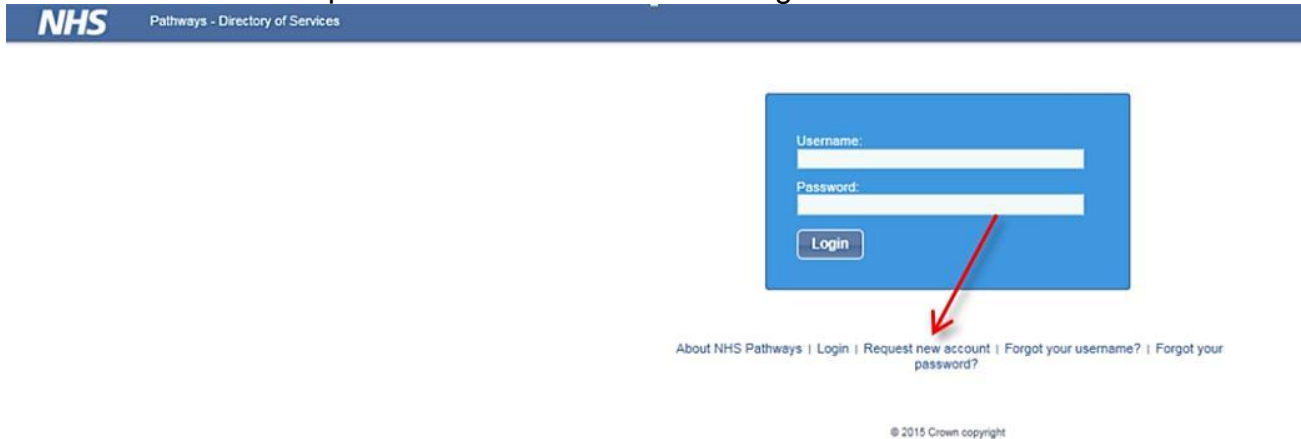 NHS Pathways - Directory of Services
Username:
Password:
Login
About NHS Pathways | Login | Request new account | Forgot your username? | Forgot your
password?
© 2015 Crown copyright